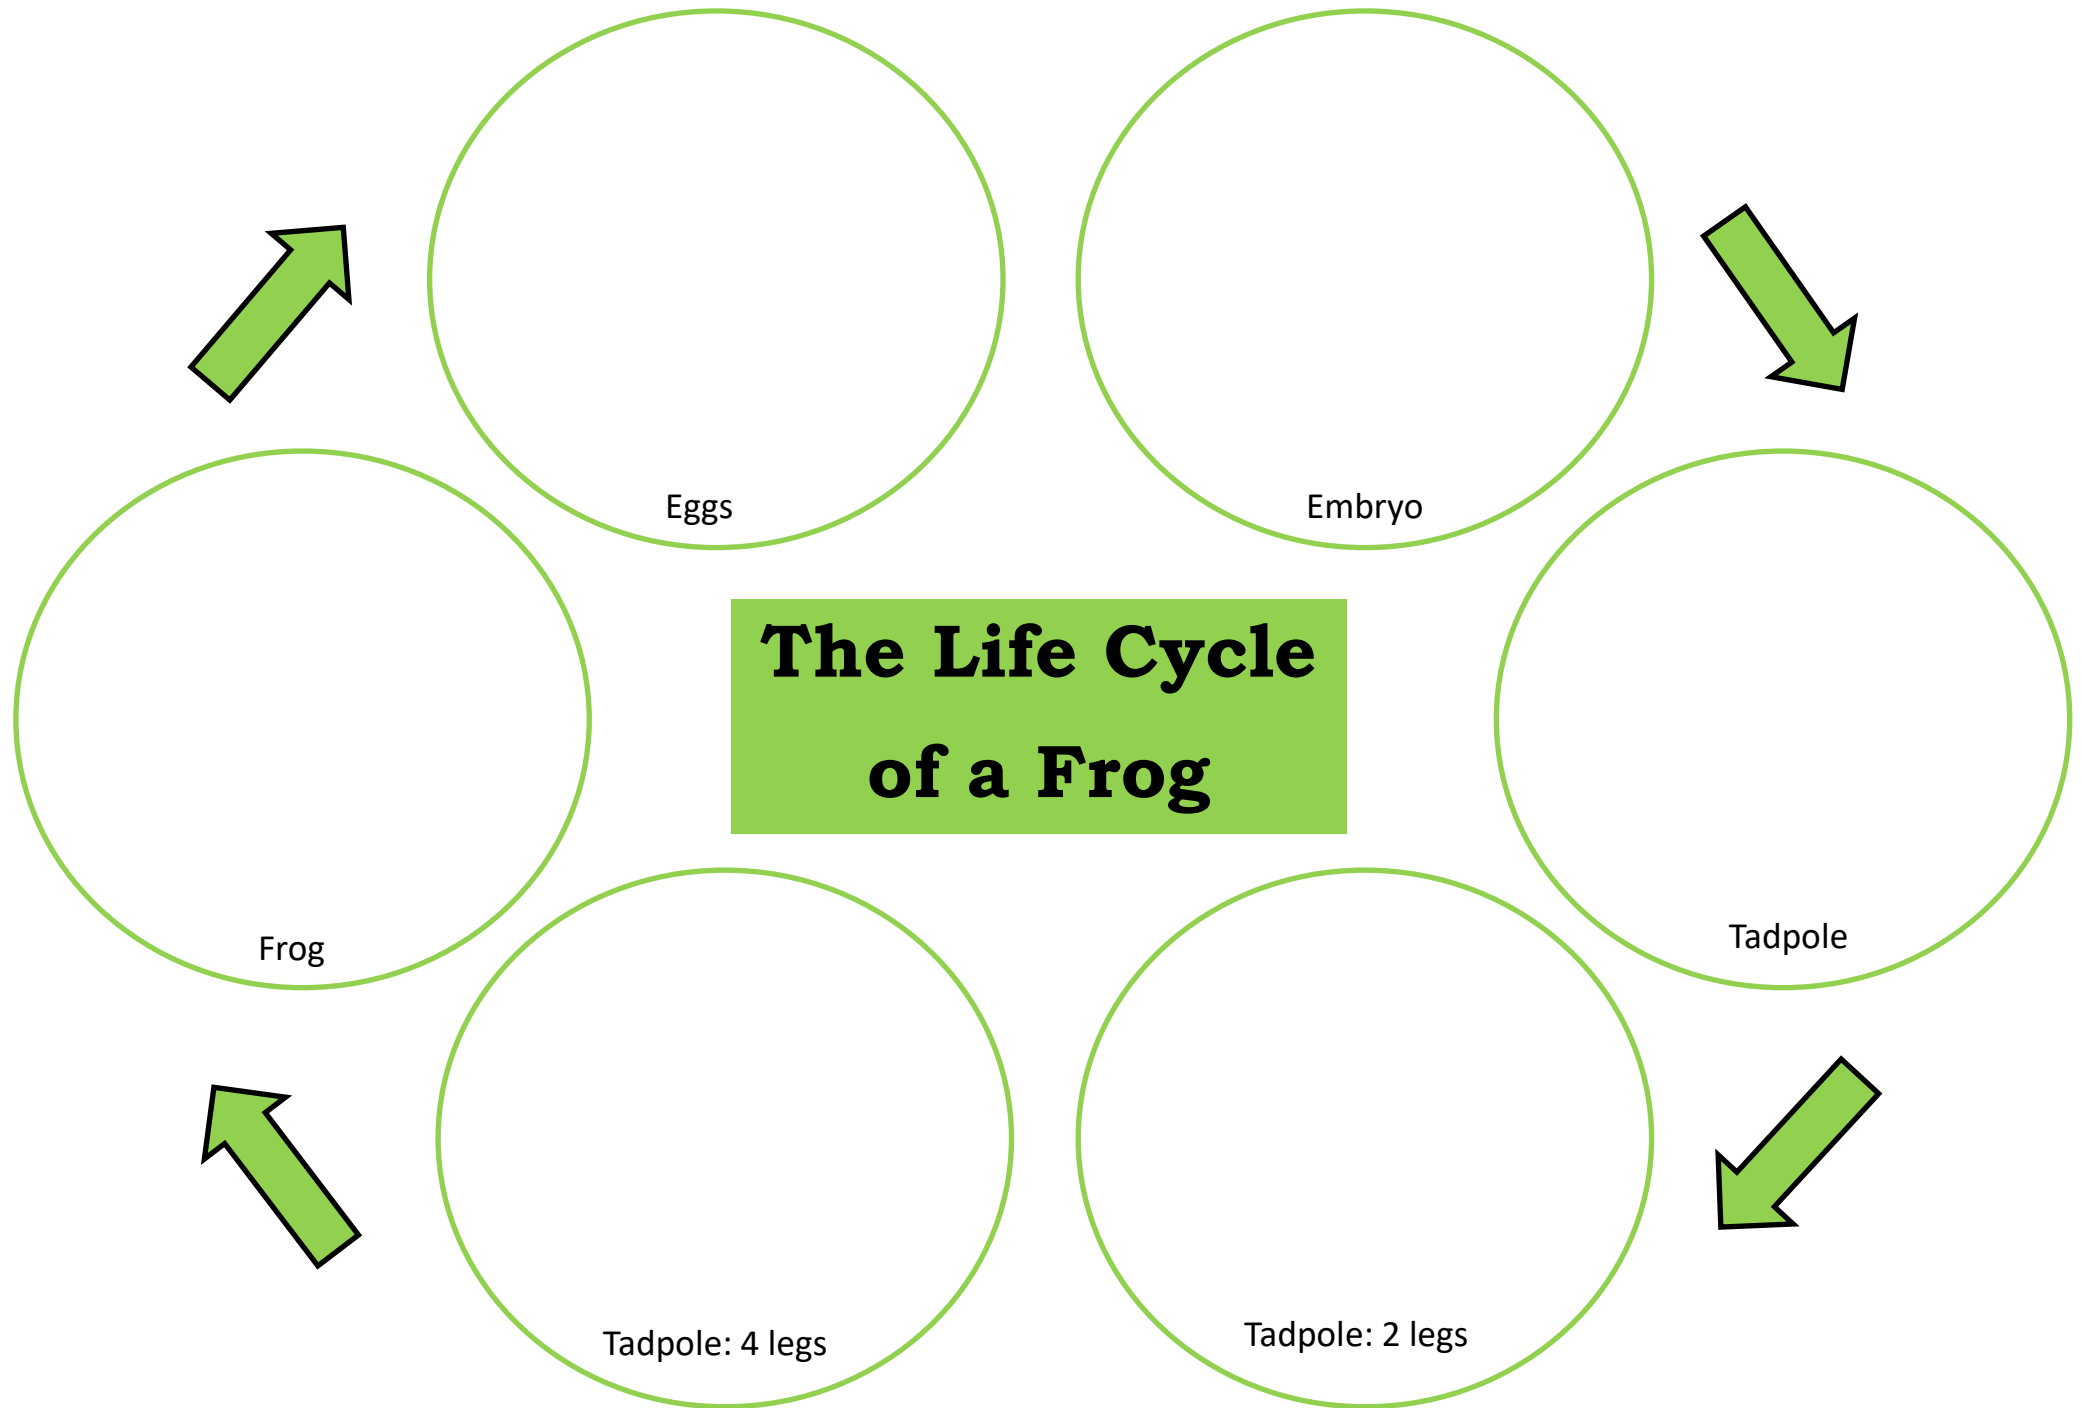 Eggs
Embryo
The Life Cycle
of a Frog
Frog
Tadpole
Tadpole: 4 legs
Tadpole: 2 legs